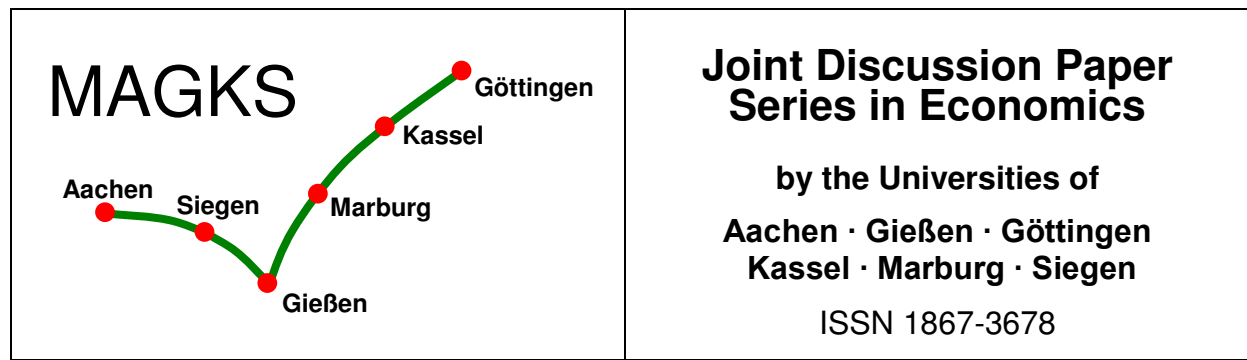 MAGKS
Göttingen
Kassel
Aachen
Siegen
Marburg
Gießen
Joint Discussion Paper
Series in Economics
by the Universities of
Aachen · Gießen · Göttingen
Kassel · Marburg · Siegen
ISSN 1867-3678